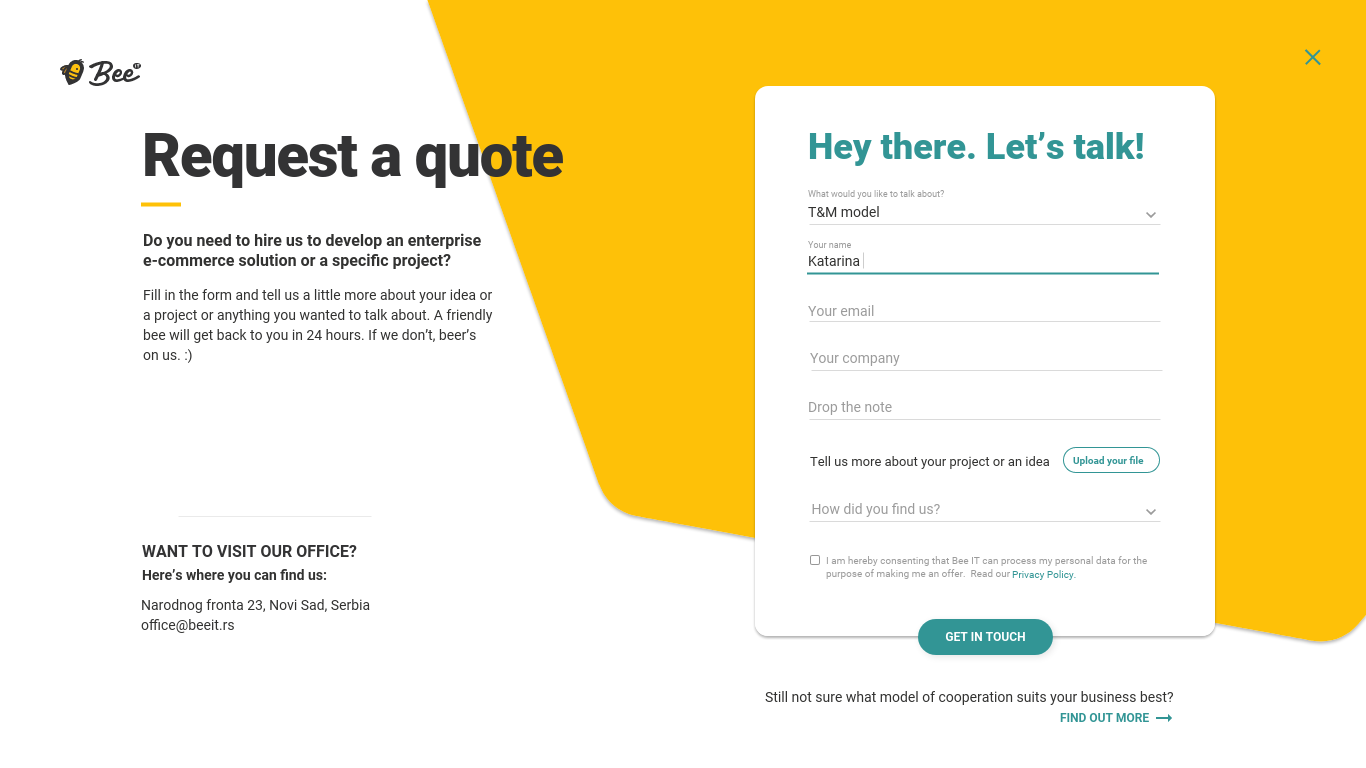 Bee IT
Request a quote
Do you need to hire us to develop an enterprise
e-commerce solution or a specific project?
Fill in the form and tell us a little more about your idea or
a project or anything you wanted to talk about. A friendly
bee will get back to you in 24 hours. If we don’t, beer’s
on us. :)
WANT TO VISIT OUR OFFICE?
Here’s where you can find us:
Narodnog fronta 23, Novi Sad, Serbia
office@beeit.rs
Hey there. Let’s talk!
What would you like to talk about?
T&M model
Your name
Katarina
Your email
Your company
Drop the note
Tell us more about your project or an idea
Upload your file
How did you find us?
I am hereby consenting that Bee IT can process my personal data for the
purpose of making me an offer. Read our Privacy Policy.
GET IN TOUCH
Still not sure what model of cooperation suits your business best?
FIND OUT MORE